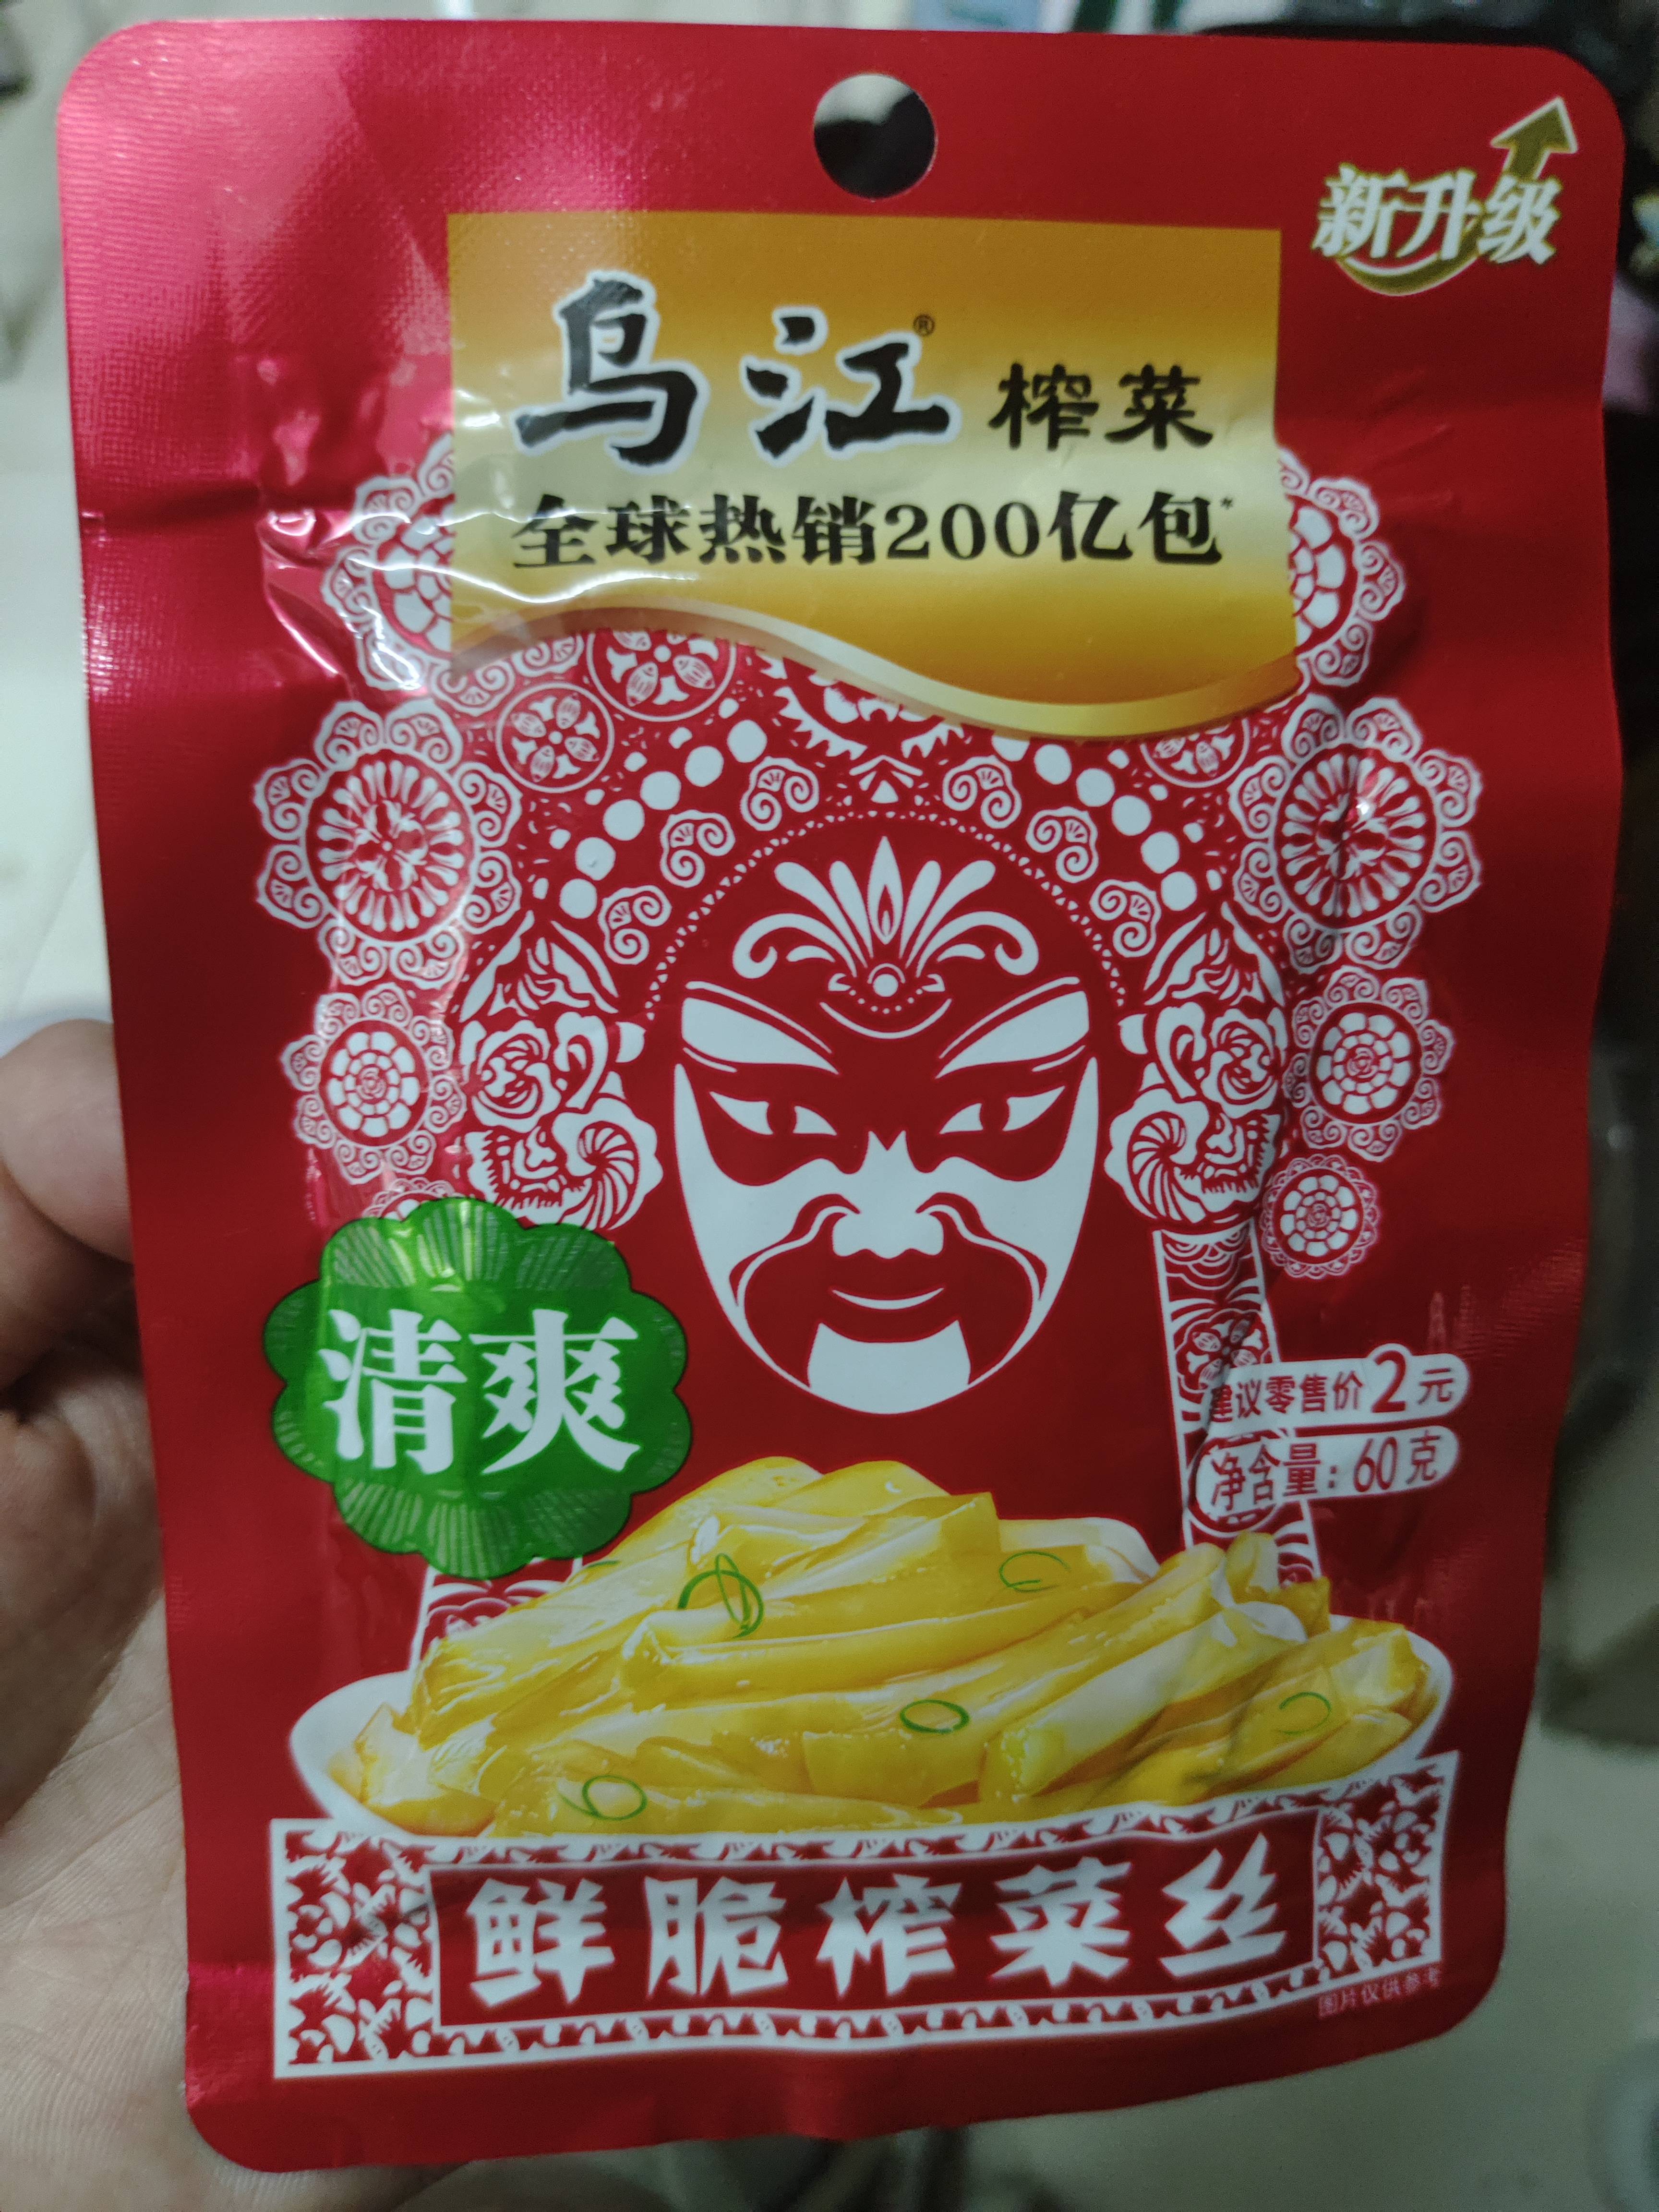 新升级
乌江® 榨菜
全球热销200亿包*
清爽
建议零售价2元
净含量：60克
鲜脆榨菜丝
图片仅供参考